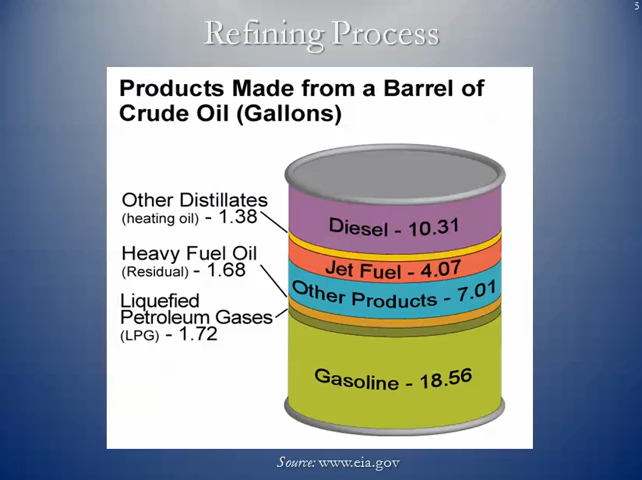 5
Refining Process
Products Made from a Barrel of
Crude Oil (Gallons)
Other Distillates
(heating oil) - 1.38
Heavy Fuel Oil
(Residual) - 1.68
Liquefied
Petroleum Gases
(LPG) - 1.72
Diesel - 10.31
Jet Fuel - 4.07
Other Products - 7.01
Gasoline - 18.56
Source: www.eia.gov